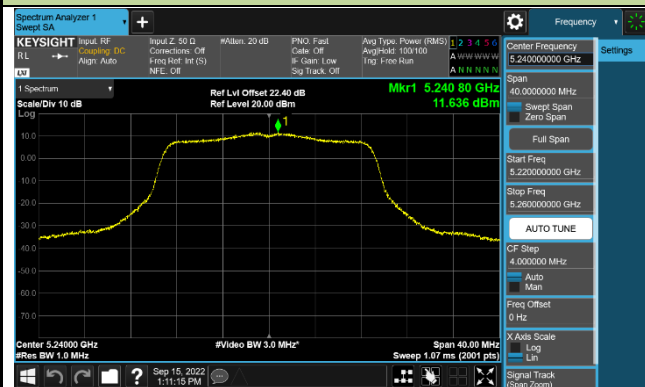 Spectrum Analyzer 1
Swept SA
Frequency
KEYSIGHT
RL
LXI
Input: RF
Coupling: DC
Align: Auto
Input Z: 50 Ω
Corrections: Off
Freq Ref: Int (S)
NFE: Off
#Atten: 20 dB
PNO: Fast
Gate: Off
IF Gain: Low
Sig Track: Off
Avg Type: Power (RMS)
Avg|Hold: 100/100
Trig: Free Run
1 2 3 4 5 6
A W W W W W
A N N N N N
1 Spectrum
Scale/Div 10 dB
Log
Ref Lvl Offset 22.40 dB
Ref Level 20.00 dBm
Mkr1 5.240 80 GHz
11.636 dBm
1
10.0
0.00
-10.0
-20.0
-30.0
-40.0
-50.0
-60.0
-70.0
Center 5.24000 GHz
#Res BW 1.0 MHz
#Video BW 3.0 MHz*
Span 40.00 MHz
Sweep 1.07 ms (2001 pts)
Sep 15, 2022
1:11:15 PM
Center Frequency
5.240000000 GHz
Span
40.0000000 MHz
Swept Span
Zero Span
Full Span
Start Freq
5.220000000 GHz
Stop Freq
5.260000000 GHz
AUTO TUNE
CF Step
4.000000 MHz
Auto
Man
Freq Offset
0 Hz
X Axis Scale
Log
Lin
Signal Track
(Span Zoom)
Settings